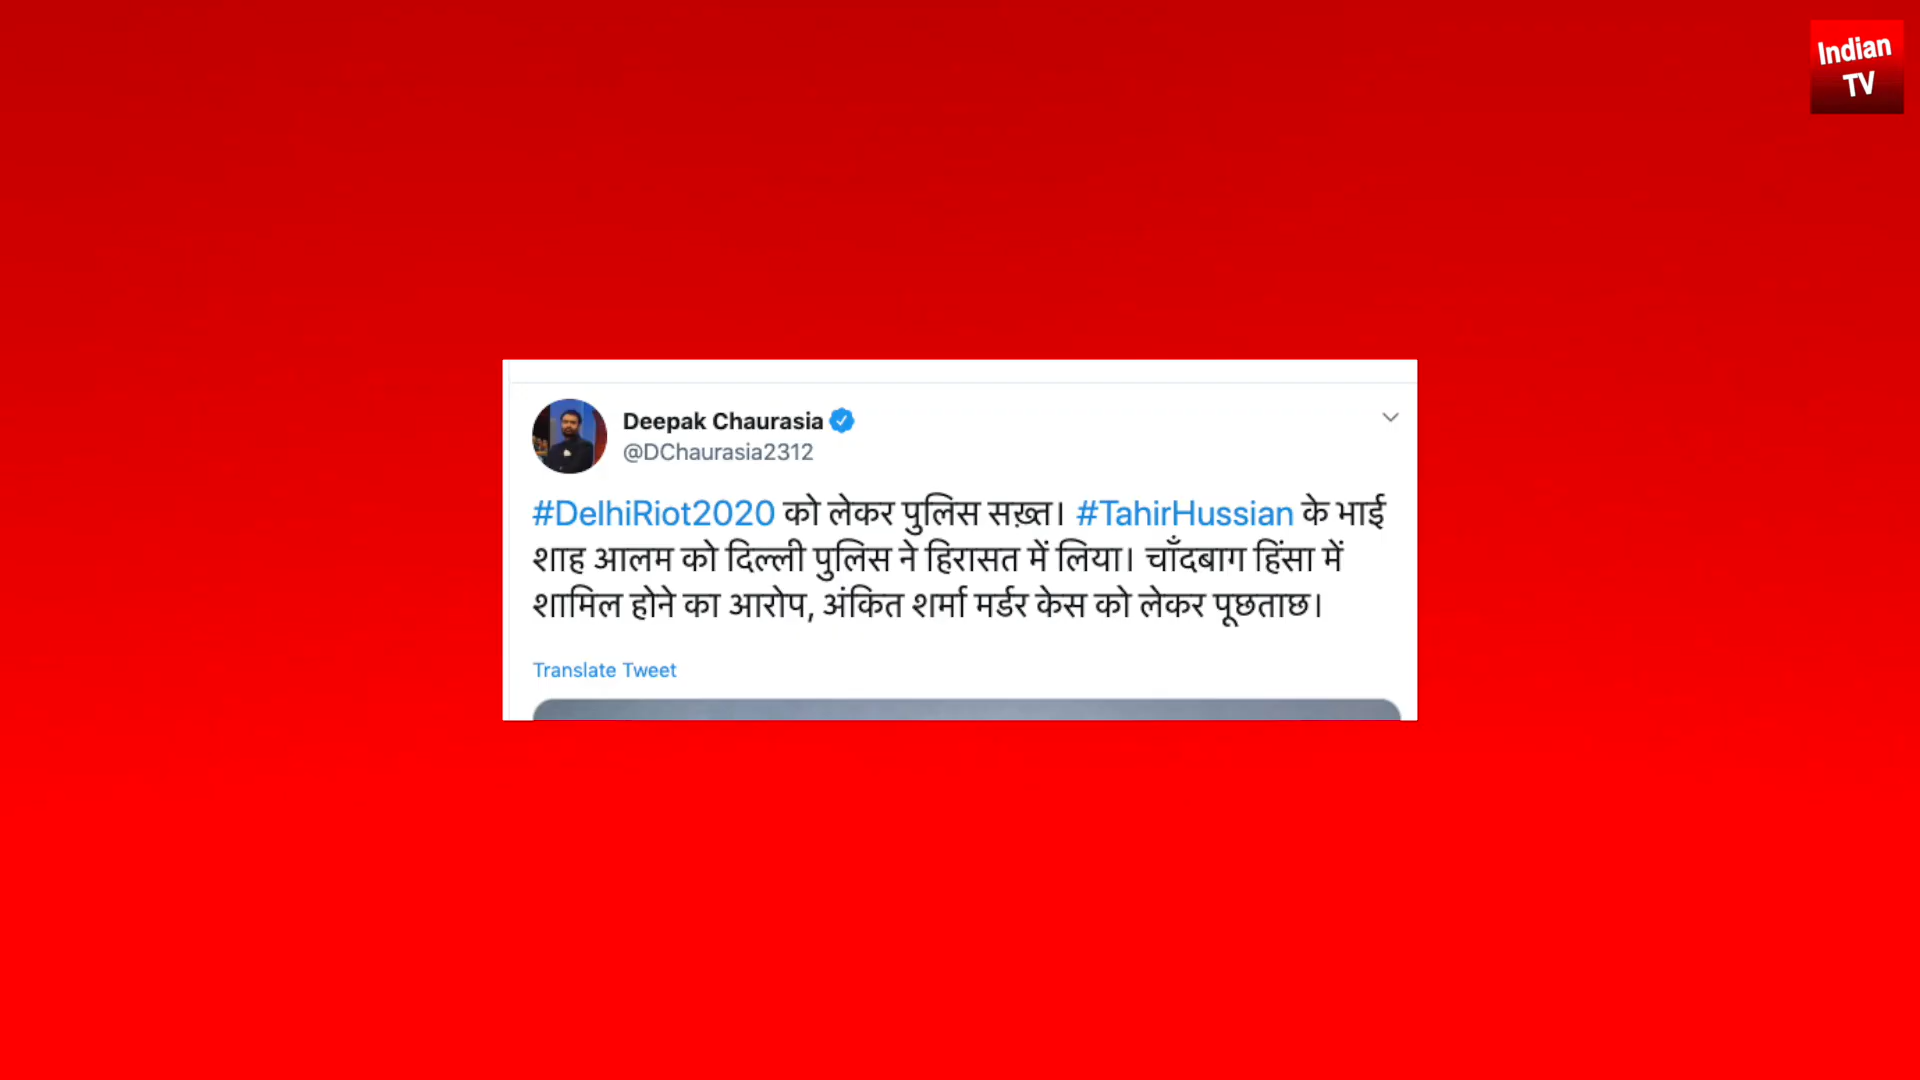 Indian
TV
Deepak Chaurasia
@DChaurasia2312
#DelhiRiot2020 को लेकर पुलिस सख़्त। #TahirHussian के भाई
शाह आलम को दिल्ली पुलिस ने हिरासत में लिया। चाँदबाग हिंसा में
शामिल होने का आरोप, अंकित शर्मा मर्डर केस को लेकर पूछताछ।
Translate Tweet